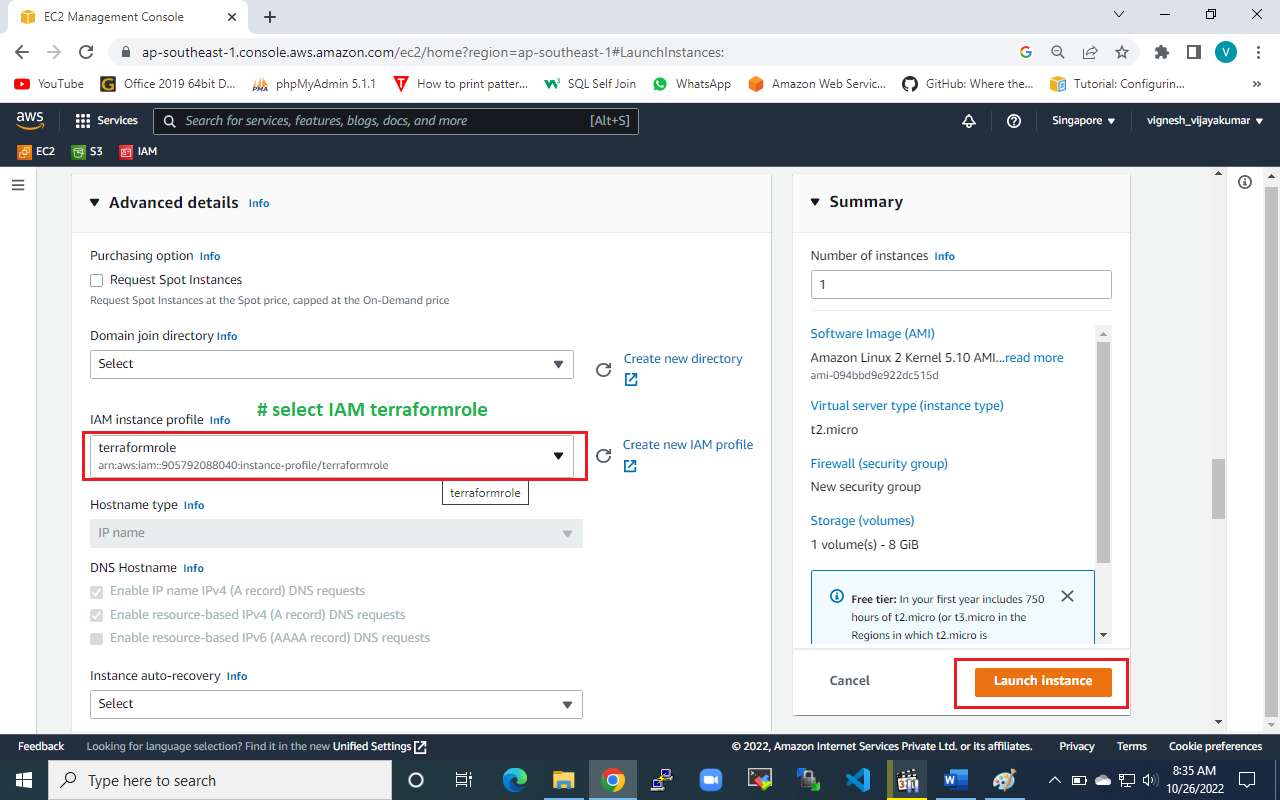 EC2 Management Console
ap-southeast-1.console.aws.amazon.com/ec2/home?region=ap-southeast-1#LaunchInstances:
V
YouTube
Office 2019 64bit D...
phpMyAdmin 5.1.1
How to print patter...
SQL Self Join
WhatsApp
Amazon Web Servic...
GitHub: Where the...
Tutorial: Configurin...
»
aws
Services
Search for services, features, blogs, docs, and more
[Alt+S]
Singapore
vignesh_vijayakumar
EC2
S3
IAM
Advanced details Info
Purchasing option Info
Request Spot Instances
Request Spot Instances at the Spot price, capped at the On-Demand price
Domain join directory Info
Select
Create new directory
# select IAM terraformrole
IAM instance profile Info
terraformrole
arn:aws:iam::905792088040:instance-profile/terraformrole
Create new IAM profile
terraformrole
Hostname type Info
IP name
DNS Hostname Info
Enable IP name IPv4 (A record) DNS requests
Enable resource-based IPv4 (A record) DNS requests
Enable resource-based IPv6 (AAAA record) DNS requests
Instance auto-recovery Info
Select
Summary
Number of instances Info
1
Software Image (AMI)
Amazon Linux 2 Kernel 5.10 AMI...read more
ami-094bbd9e922dc515d
Virtual server type (instance type)
t2.micro
Firewall (security group)
New security group
Storage (volumes)
1 volume(s) - 8 GiB
Free tier: In your first year includes 750
hours of t2.micro (or t3.micro in the
Regions in which t2.micro is
Cancel
Launch instance
Feedback
Looking for language selection? Find it in the new Unified Settings
© 2022, Amazon Internet Services Private Ltd. or its affiliates.
Privacy
Terms
Cookie preferences
Type here to search
8:35 AM
10/26/2022